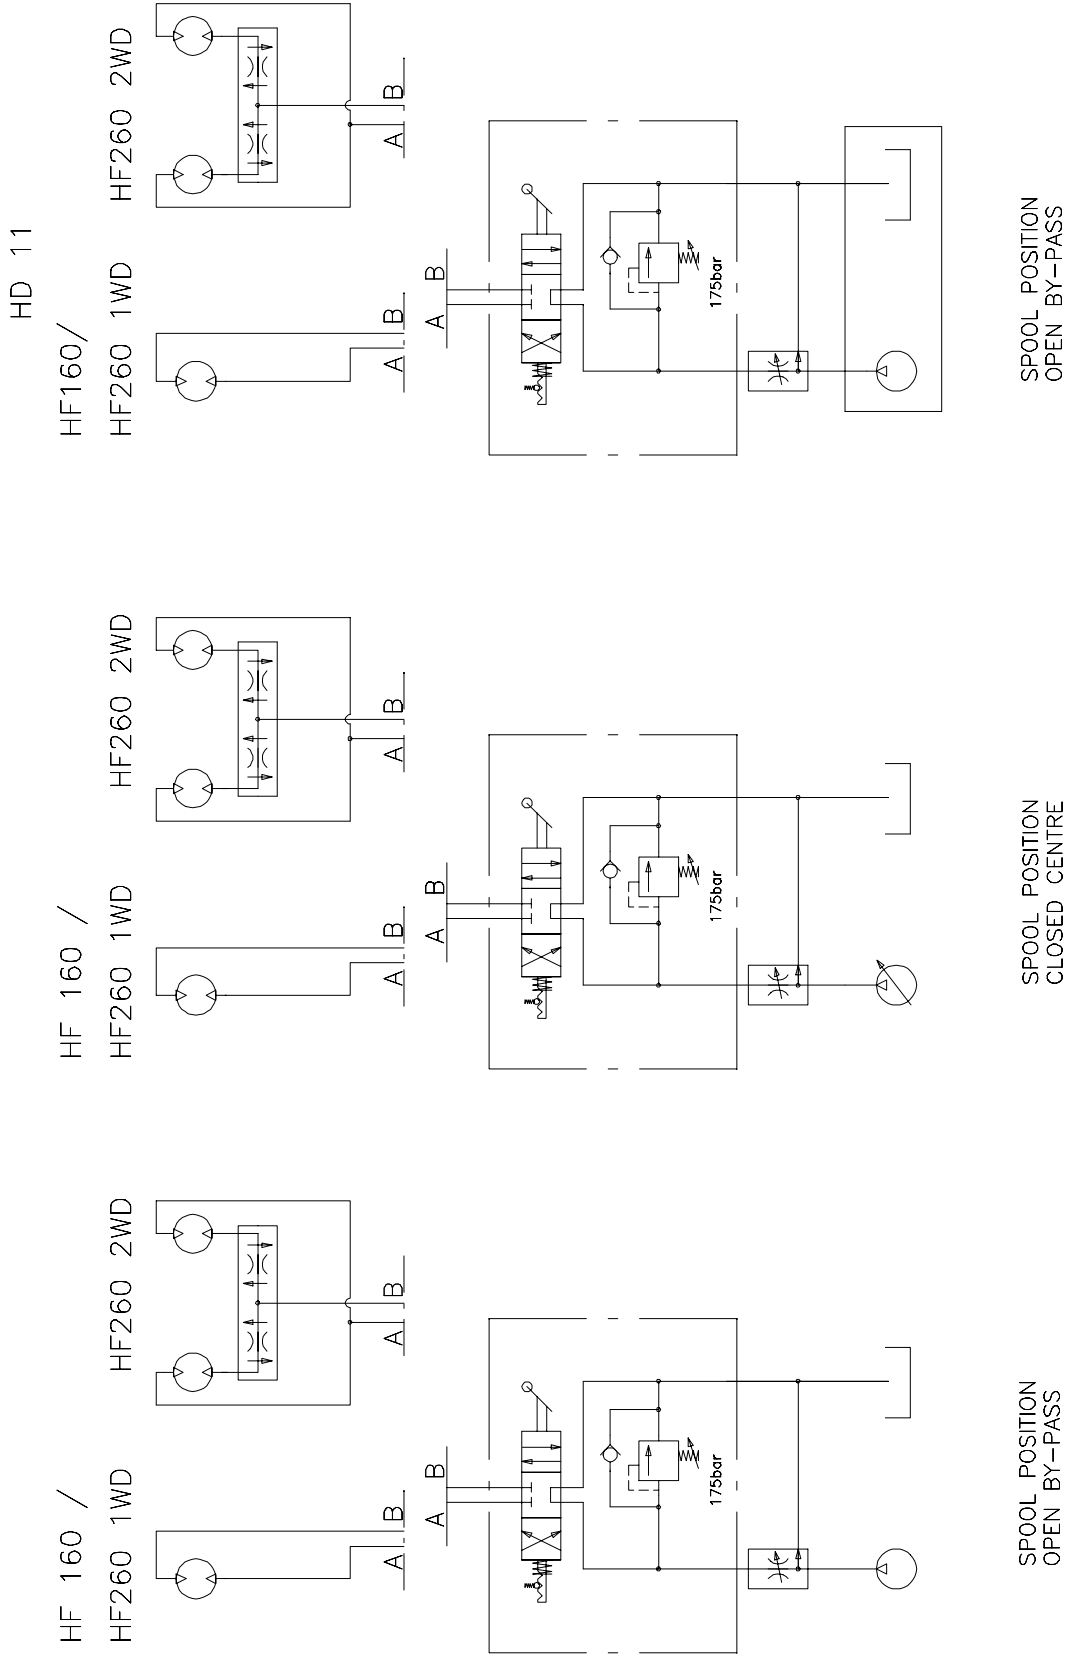 HD 11
HF 160 /
HF260 1WD
HF260 2WD
A
B
A
B
A
B
175bar
SPOOL POSITION
OPEN BY-PASS
HF 160 /
HF260 1WD
HF260 2WD
A
B
A
B
A
B
175bar
SPOOL POSITION
CLOSED CENTRE
HF160/
HF260 1WD
HF260 2WD
A
B
A
B
A
B
175bar
SPOOL POSITION
OPEN BY-PASS